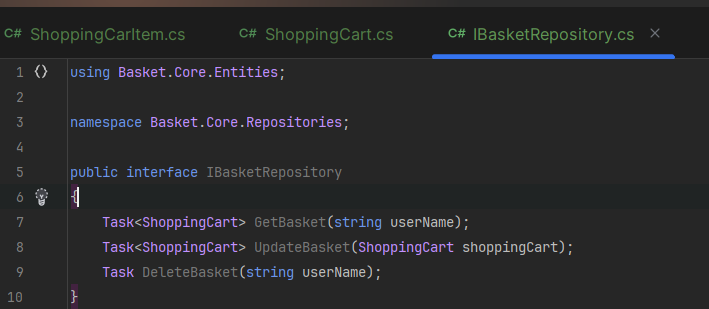 C# ShoppingCarItem.cs C# ShoppingCart.cs C# IBasketRepository.cs
1 using Basket.Core.Entities;
2
3 namespace Basket.Core.Repositories;
4
5 public interface IBasketRepository
6 {
7 Task<ShoppingCart> GetBasket(string userName);
8 Task<ShoppingCart> UpdateBasket(ShoppingCart shoppingCart);
9 Task DeleteBasket(string userName);
10 }